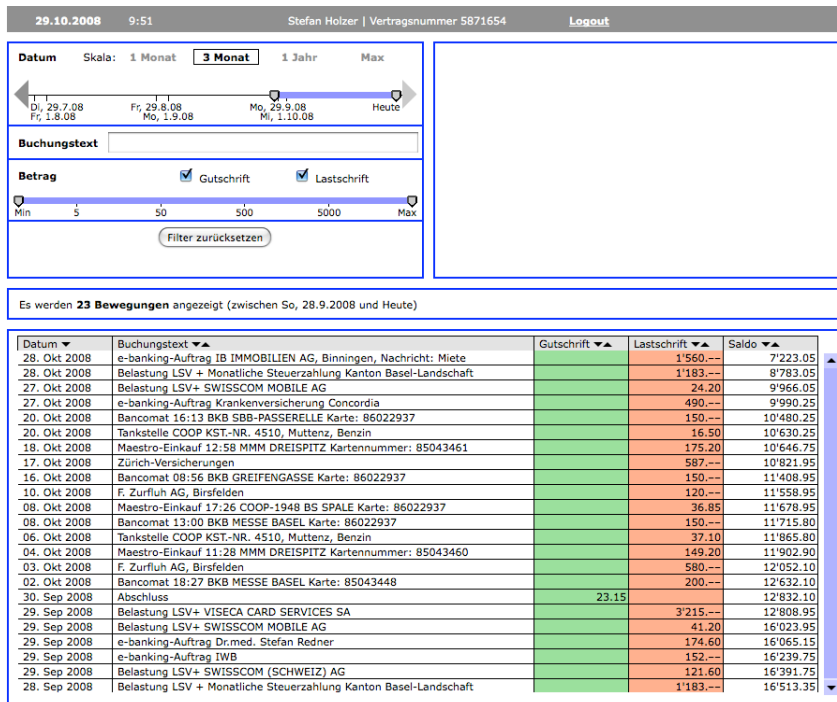 29.10.2008 9:51 Stefan Holzer | Vertragsnummer 5871654 Logout
Datum Skala: 1 Monat 3 Monat 1 Jahr Max
Di, 29.7.08 Fr, 29.8.08 Mo, 29.9.08 Heute
Fr, 1.8.08 Mo, 1.9.08 Mi, 1.10.08
Buchungstext
Betrag Gutschrift Lastschrift
Min 5 50 500 5000 Max
Filter zurücksetzen
Es werden 23 Bewegungen angezeigt (zwischen So, 28.9.2008 und Heute)
Datum ▼ Buchungstext ▼▲ Gutschrift ▼▲ Lastschrift ▼▲ Saldo ▼▲
28. Okt 2008 e-banking-Auftrag IB IMMOBILIEN AG, Binningen, Nachricht: Miete 1'560.-- 7'223.05
28. Okt 2008 Belastung LSV + Monatliche Steuerzahlung Kanton Basel-Landschaft 1'183.-- 8'783.05
27. Okt 2008 Belastung LSV+ SWISSCOM MOBILE AG 24.20 9'966.05
27. Okt 2008 e-banking-Auftrag Krankenversicherung Concordia 490.-- 9'990.25
20. Okt 2008 Bancomat 16:13 BKB SBB-PASSERELLE Karte: 86022937 150.-- 10'480.25
20. Okt 2008 Tankstelle COOP KST.-NR. 4510, Muttenz, Benzin 16.50 10'630.25
18. Okt 2008 Maestro-Einkauf 12:58 MMM DREISPITZ Kartennummer: 85043461 175.20 10'646.75
17. Okt 2008 Zürich-Versicherungen 587.-- 10'821.95
16. Okt 2008 Bancomat 08:56 BKB GREIFENGASSE Karte: 86022937 150.-- 11'408.95
10. Okt 2008 F. Zurfluh AG, Birsfelden 120.-- 11'558.95
08. Okt 2008 Maestro-Einkauf 17:26 COOP-1948 BS SPALE Karte: 86022937 36.85 11'678.95
08. Okt 2008 Bancomat 13:00 BKB MESSE BASEL Karte: 86022937 150.-- 11'715.80
06. Okt 2008 Tankstelle COOP KST.-NR. 4510, Muttenz, Benzin 37.10 11'865.80
04. Okt 2008 Maestro-Einkauf 11:28 MMM DREISPITZ Kartennummer: 85043460 149.20 11'902.90
03. Okt 2008 F. Zurfluh AG, Birsfelden 580.-- 12'052.10
02. Okt 2008 Bancomat 18:27 BKB MESSE BASEL Karte: 85043448 200.-- 12'632.10
30. Sep 2008 Abschluss 23.15 12'832.10
29. Sep 2008 Belastung LSV+ VISECA CARD SERVICES SA 3'215.-- 12'808.95
29. Sep 2008 Belastung LSV+ SWISSCOM MOBILE AG 41.20 16'023.95
29. Sep 2008 e-banking-Auftrag Dr.med. Stefan Redner 174.60 16'065.15
29. Sep 2008 e-banking-Auftrag IWB 152.-- 16'239.75
29. Sep 2008 Belastung LSV+ SWISSCOM (SCHWEIZ) AG 121.60 16'391.75
28. Sep 2008 Belastung LSV + Monatliche Steuerzahlung Kanton Basel-Landschaft 1'183.-- 16'513.35